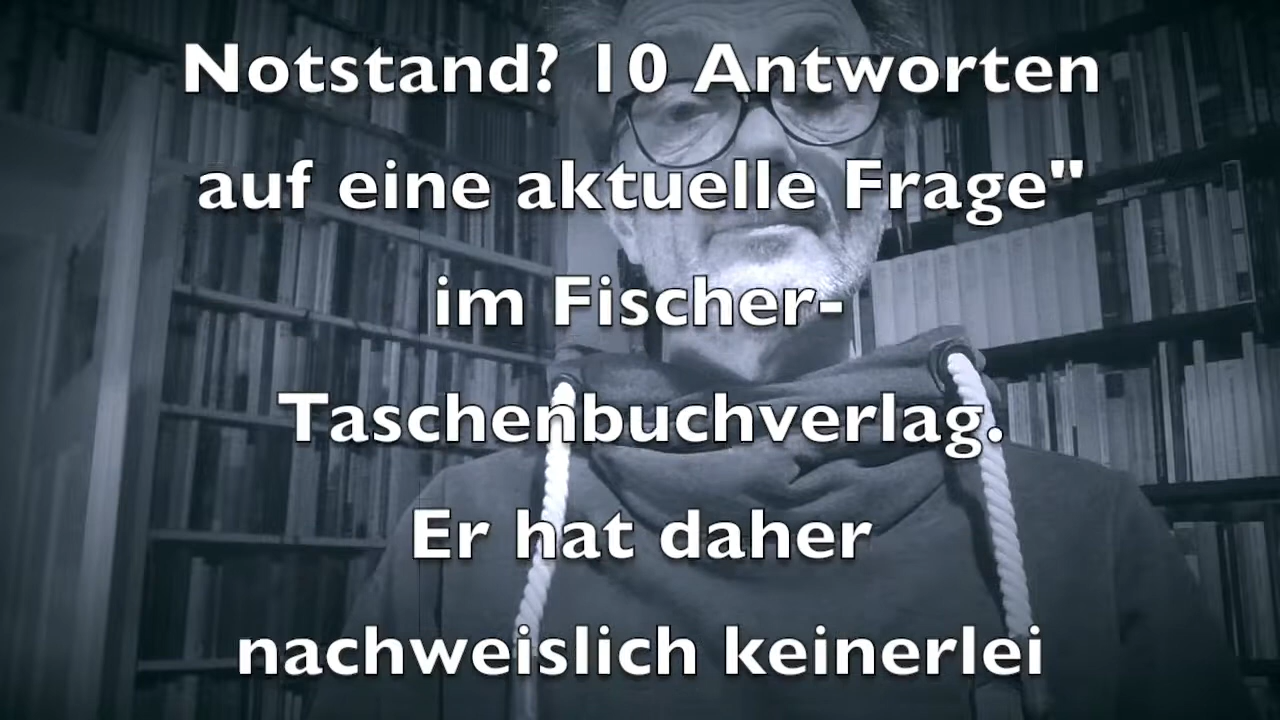 Notstand? 10 Antworten
auf eine aktuelle Frage"
im Fischer-
Taschenbuchverlag.
Er hat daher
nachweislich keinerlei